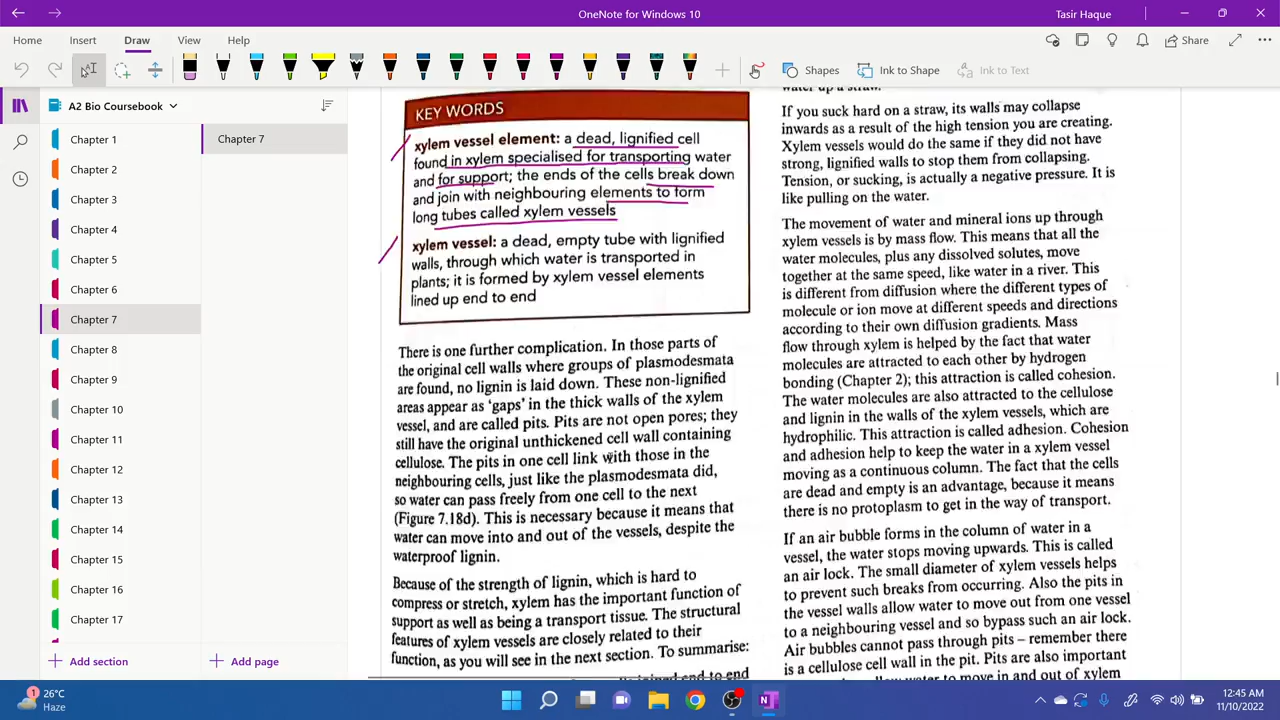 OneNote for Windows 10
Tasir Haque
Home
Insert
Draw
View
Help
Share
Shapes
Ink to Shape
Ink to Text
A2 Bio Coursebook
Chapter 1
Chapter 2
Chapter 3
Chapter 4
Chapter 5
Chapter 6
Chapter 7
Chapter 8
Chapter 9
Chapter 10
Chapter 11
Chapter 12
Chapter 13
Chapter 14
Chapter 15
Chapter 16
Chapter 17
Add section
Chapter 7
Add page
KEY WORDS
xylem vessel element: a dead, lignified cell
found in xylem specialised for transporting water
and for support; the ends of the cells break down
and join with neighbouring elements to form
long tubes called xylem vessels
xylem vessel: a dead, empty tube with lignified
walls, through which water is transported in
plants; it is formed by xylem vessel elements
lined up end to end
There is one further complication. In those parts of
the original cell walls where groups of plasmodesmata
are found, no lignin is laid down. These non-lignified
areas appear as 'gaps' in the thick walls of the xylem
vessel, and are called pits. Pits are not open pores; they
still have the original unthickened cell wall containing
cellulose. The pits in one cell link with those in the
neighbouring cells, just like the plasmodesmata did,
so water can pass freely from one cell to the next
(Figure 7.18d). This is necessary because it means that
water can move into and out of the vessels, despite the
waterproof lignin.
Because of the strength of lignin, which is hard to
compress or stretch, xylem has the important function of
support as well as being a transport tissue. The structural
features of xylem vessels are closely related to their
function, as you will see in the next section. To summarise:
joined end to end
water up a straw.
If you suck hard on a straw, its walls may collapse
inwards as a result of the high tension you are creating.
Xylem vessels would do the same if they did not have
strong, lignified walls to stop them from collapsing.
Tension, or sucking, is actually a negative pressure. It is
like pulling on the water.
The movement of water and mineral ions up through
xylem vessels is by mass flow. This means that all the
water molecules, plus any dissolved solutes, move
together at the same speed, like water in a river. This
is different from diffusion where the different types of
molecule or ion move at different speeds and directions
according to their own diffusion gradients. Mass
flow through xylem is helped by the fact that water
molecules are attracted to each other by hydrogen
bonding (Chapter 2); this attraction is called cohesion.
The water molecules are also attracted to the cellulose
and lignin in the walls of the xylem vessels, which are
hydrophilic. This attraction is called adhesion. Cohesion
and adhesion help to keep the water in a xylem vessel
moving as a continuous column. The fact that the cells
are dead and empty is an advantage, because it means
there is no protoplasm to get in the way of transport.
If an air bubble forms in the column of water in a
vessel, the water stops moving upwards. This is called
an air lock. The small diameter of xylem vessels helps
to prevent such breaks from occurring. Also the pits in
the vessel walls allow water to move out from one vessel
to a neighbouring vessel and so bypass such an air lock.
Air bubbles cannot pass through pits – remember there
is a cellulose cell wall in the pit. Pits are also important
water to move in and out of xylem
1
26°C
Haze
12:45 AM
11/10/2022